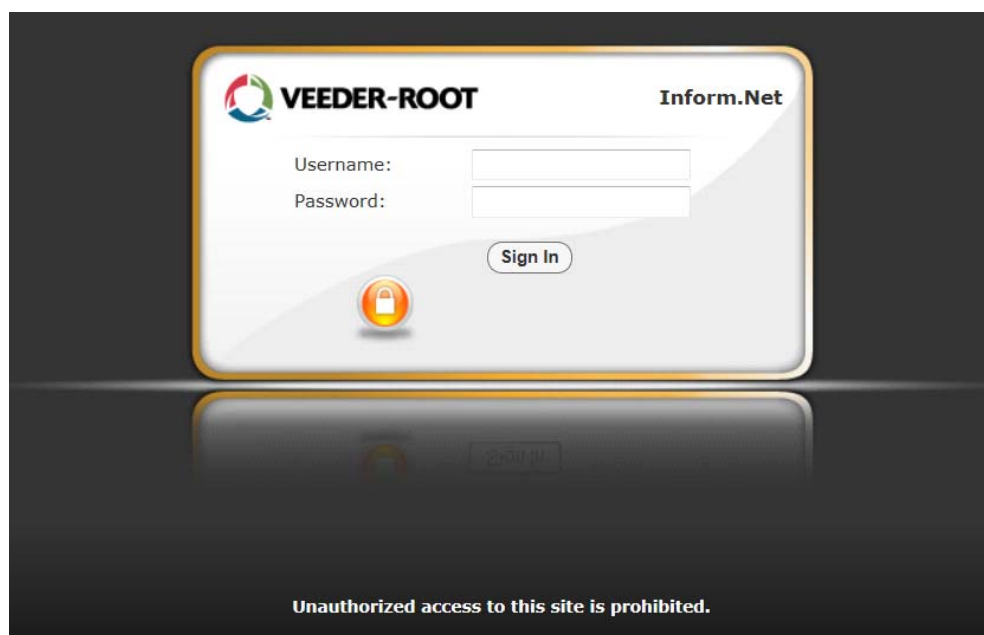 VEEDER-ROOT
Inform.Net
Username:
Password:
Sign In
Unauthorized access to this site is prohibited.